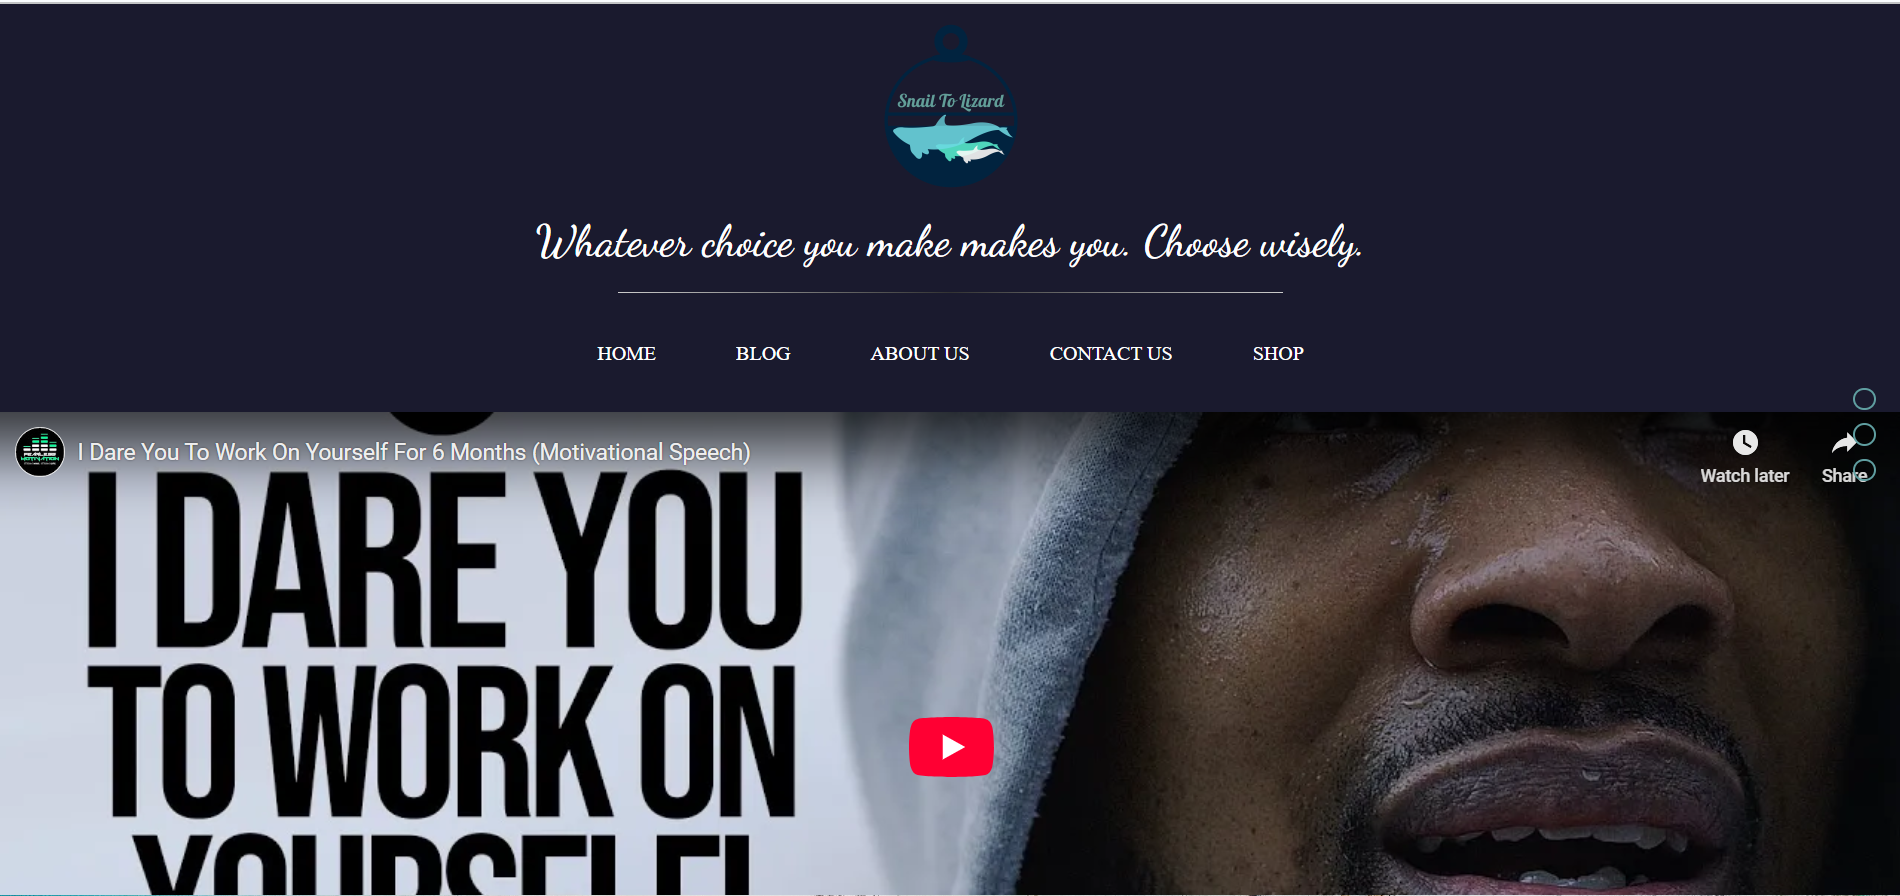 Snail To Lizard
Whatever choice you make makes you. Choose wisely.
HOME BLOG ABOUT US CONTACT US SHOP
I Dare You To Work On Yourself For 6 Months (Motivational Speech)
Watch later Share
I DARE YOU
TO WORK ON
YOURSELF!